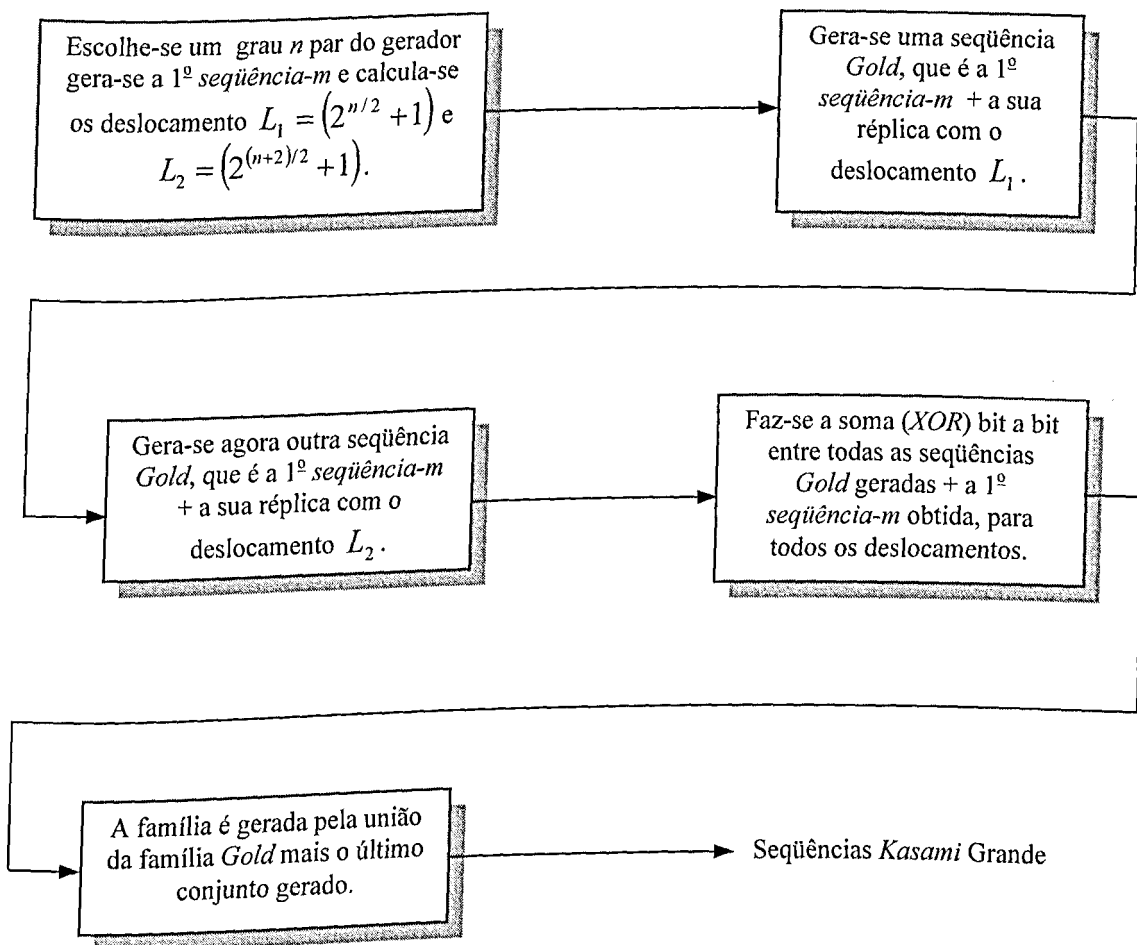 Escolhe-se um grau n par do gerador
gera-se a 1º seqüência-m e calcula-se
os deslocamento L₁ = (2^{n/2} + 1) e
L₂ = (2^{(n+2)/2} + 1).
Gera-se uma seqüência
Gold, que é a 1º
seqüência-m + a sua
réplica com o
deslocamento L₁.
Gera-se agora outra seqüência
Gold, que é a 1º seqüência-m
+ a sua réplica com o
deslocamento L₂.
Faz-se a soma (XOR) bit a bit
entre todas as seqüências
Gold geradas + a 1º
seqüência-m obtida, para
todos os deslocamentos.
A família é gerada pela união
da família Gold mais o último
conjunto gerado.
Seqüências Kasami Grande